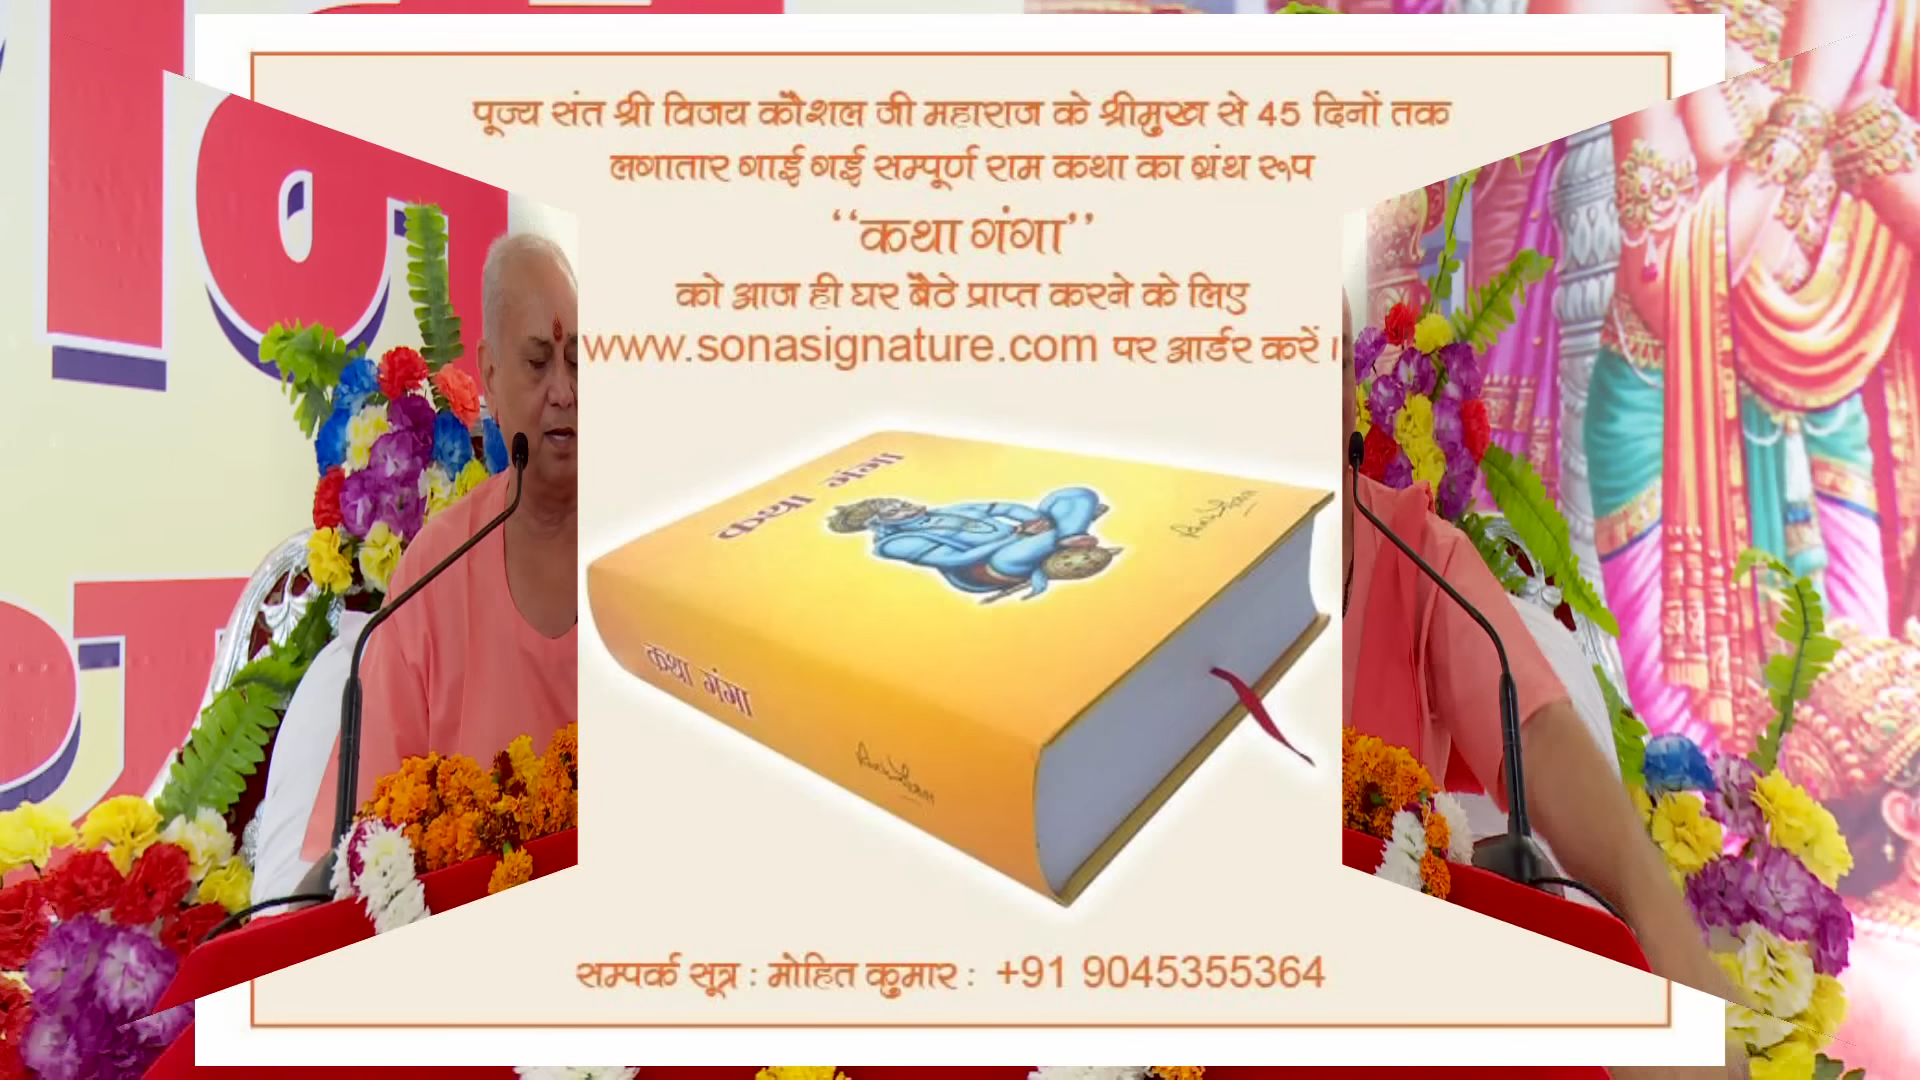 पूज्य संत श्री विजय कौशल जी महाराज के श्रीमुख से 45 दिनों तक
लगातार गाई गई सम्पूर्ण राम कथा का ग्रंथ रूप
“कथा गंगा”
को आज ही घर बैठे प्राप्त करने के लिए
www.sonasignature.com पर आर्डर करें।
कथा गंगा
कथा गंगा
सम्पर्क सूत्र : मोहित कुमार : +91 9045355364